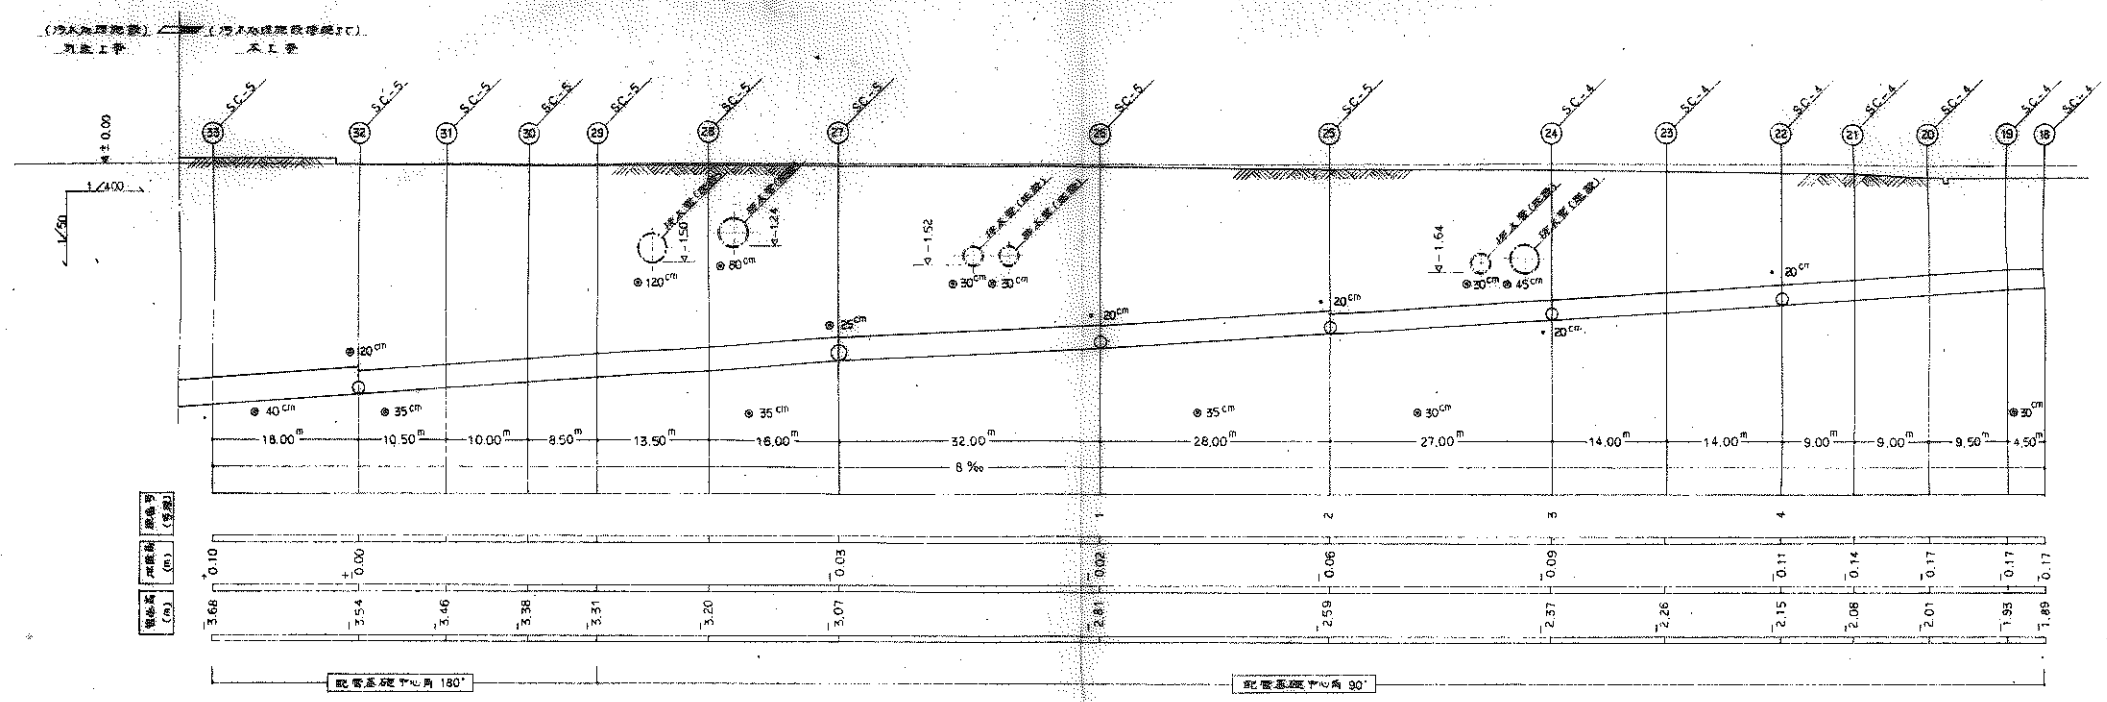 ±0.00
1/400
1/50
33 32 31 30 29 28 27 26 25 24 23 22 21 20 19 18
SC-5 SC-5 SC-5 SC-5 SC-5 SC-5 SC-5 SC-5 SC-5 SC-4 SC-4 SC-4 SC-4 SC-4 SC-4 SC-4
-1.50
-1.24
-1.52
-1.64
120cm
80cm
30cm 30cm
30cm 45cm
20cm
25cm
20cm
20cm
20cm
20cm
40cm 35cm 35cm 35cm 30cm 30cm
18.00m 10.50m 10.00m 8.50m 13.50m 16.00m 32.00m 28.00m 27.00m 14.00m 14.00m 9.00m 9.00m 9.50m 4.50m
8‰
1 2 3 4
(m)
+0.10 ±0.00 -0.03 -0.02 -0.06 -0.09 -0.11 -0.14 -0.17 -0.17 -0.17
(m)
-3.68 -3.54 -3.46 -3.38 -3.31 -3.20 -3.07 -2.81 -2.59 -2.37 -2.26 -2.15 -2.08 -2.01 -1.93 -1.89
配管基礎中心角 180°
配管基礎中心角 90°